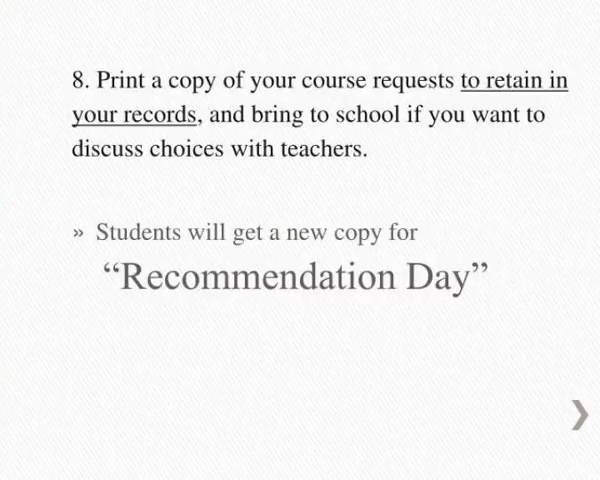 8. Print a copy of your course requests to retain in
your records, and bring to school if you want to
discuss choices with teachers.
» Students will get a new copy for
“Recommendation Day”